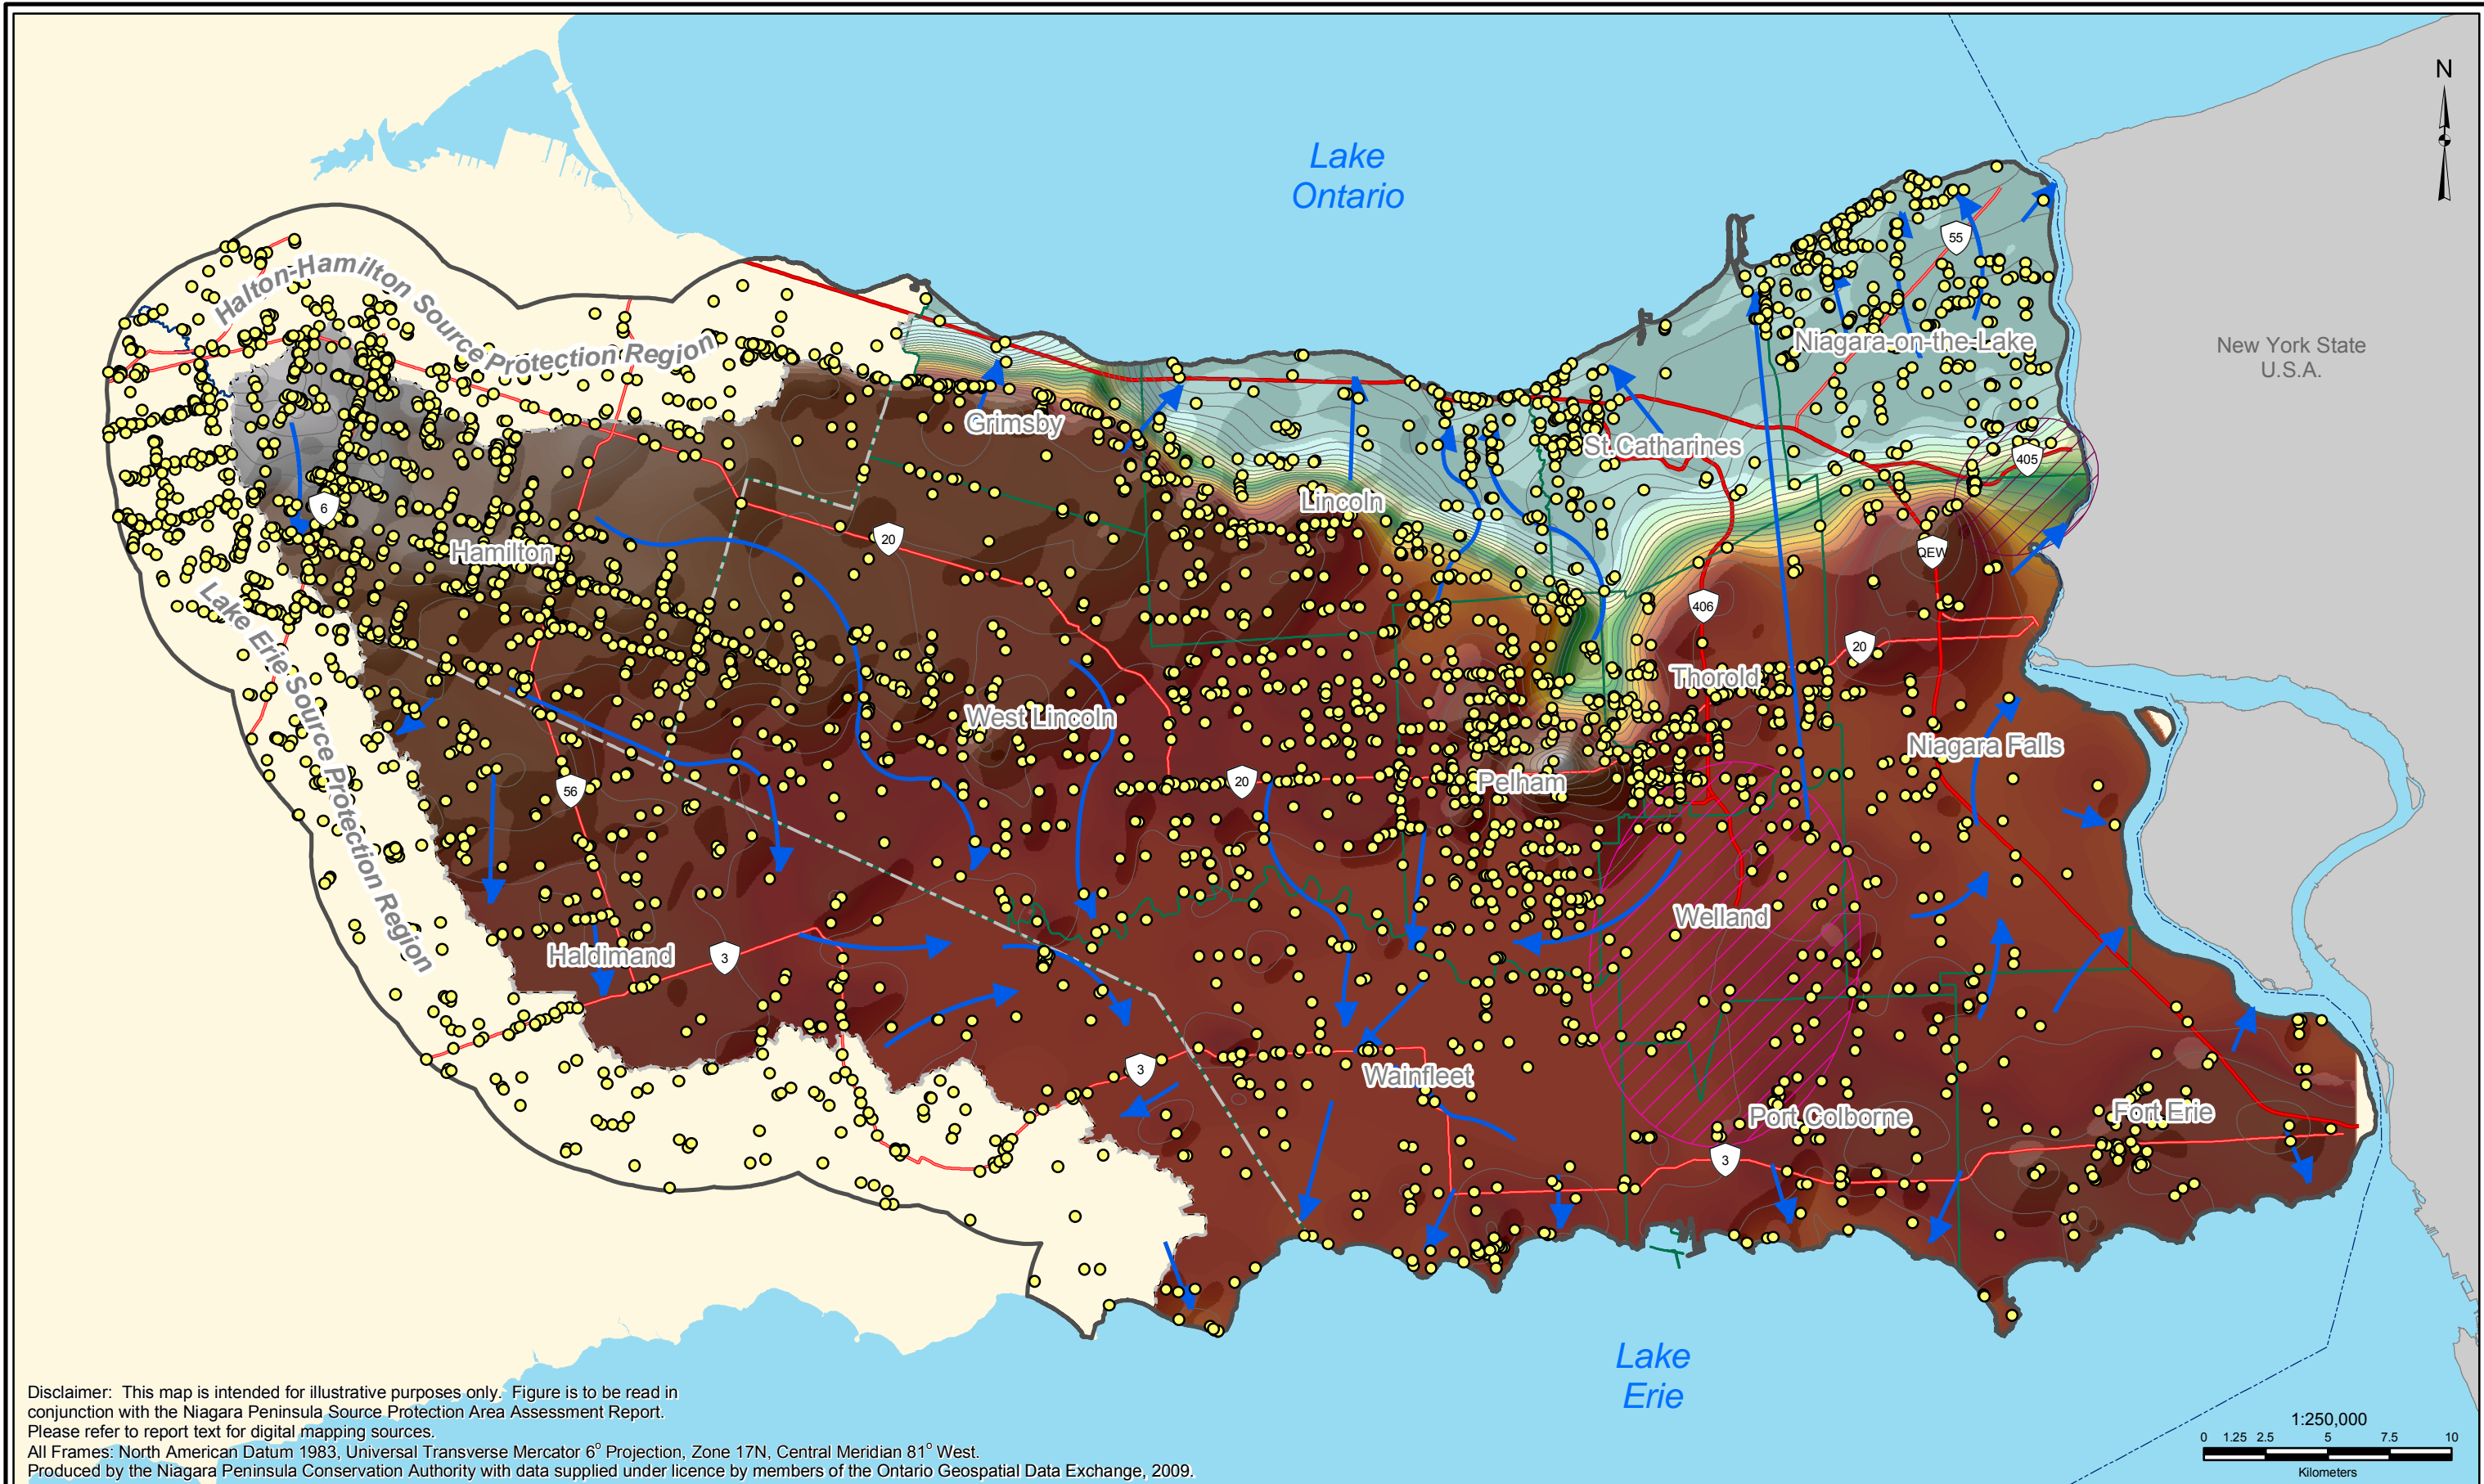 N
Lake
Ontario
55
Halton-Hamilton Source Protection Region
Niagara-on-the-Lake
New York State
U.S.A.
Grimsby
St.Catharines
405
Lincoln
6
20
Hamilton
QEW
406
20
Lake Erie Source Protection Region
Thorold
West Lincoln
Niagara Falls
56
20
Pelham
Welland
Haldimand
3
3
Wainfleet
Port Colborne
Fort Erie
3
Lake
Erie
Disclaimer: This map is intended for illustrative purposes only. Figure is to be read in
conjunction with the Niagara Peninsula Source Protection Area Assessment Report.
Please refer to report text for digital mapping sources.
All Frames: North American Datum 1983, Universal Transverse Mercator 6° Projection, Zone 17N, Central Meridian 81° West.
Produced by the Niagara Peninsula Conservation Authority with data supplied under licence by members of the Ontario Geospatial Data Exchange, 2009.
1:250,000
0 1.25 2.5 5 7.5 10
Kilometers